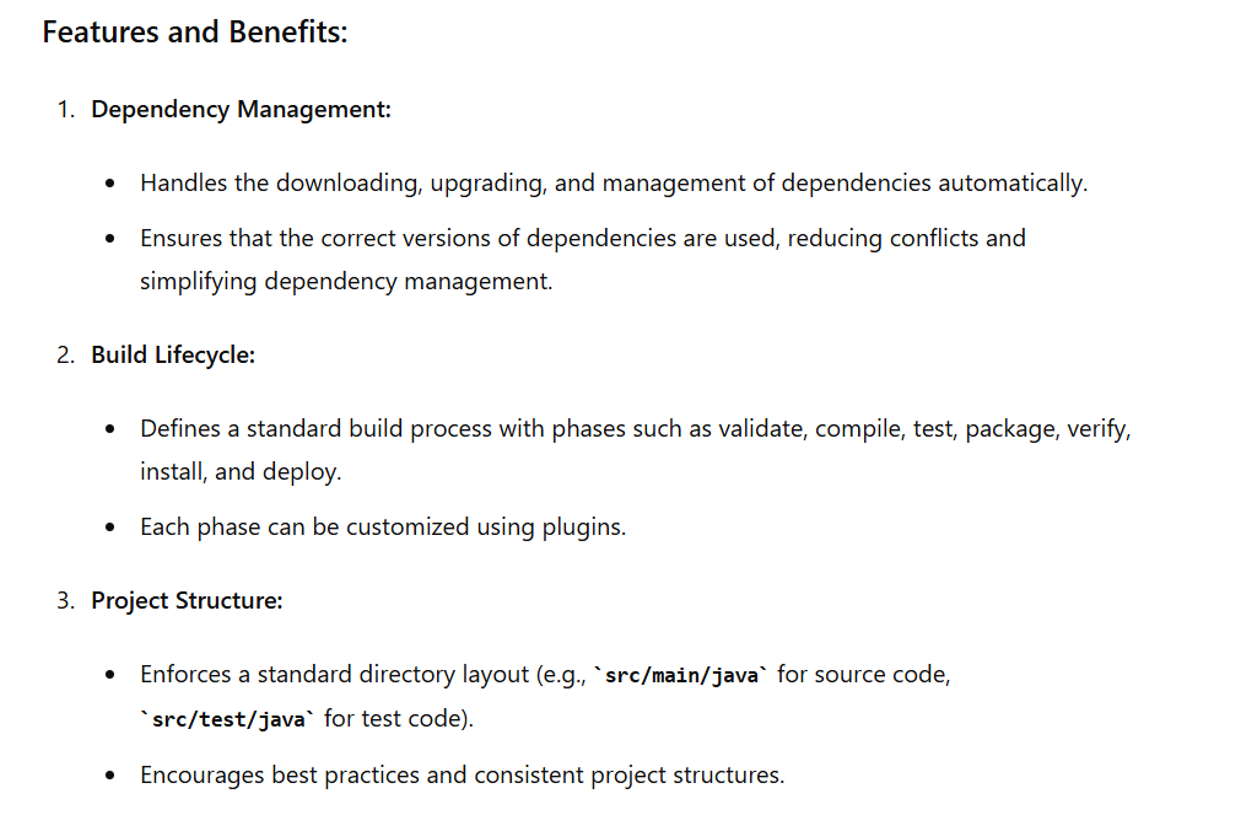 Features and Benefits:
1. Dependency Management:
• Handles the downloading, upgrading, and management of dependencies automatically.
• Ensures that the correct versions of dependencies are used, reducing conflicts and
simplifying dependency management.
2. Build Lifecycle:
• Defines a standard build process with phases such as validate, compile, test, package, verify,
install, and deploy.
• Each phase can be customized using plugins.
3. Project Structure:
• Enforces a standard directory layout (e.g., `src/main/java` for source code,
`src/test/java` for test code).
• Encourages best practices and consistent project structures.